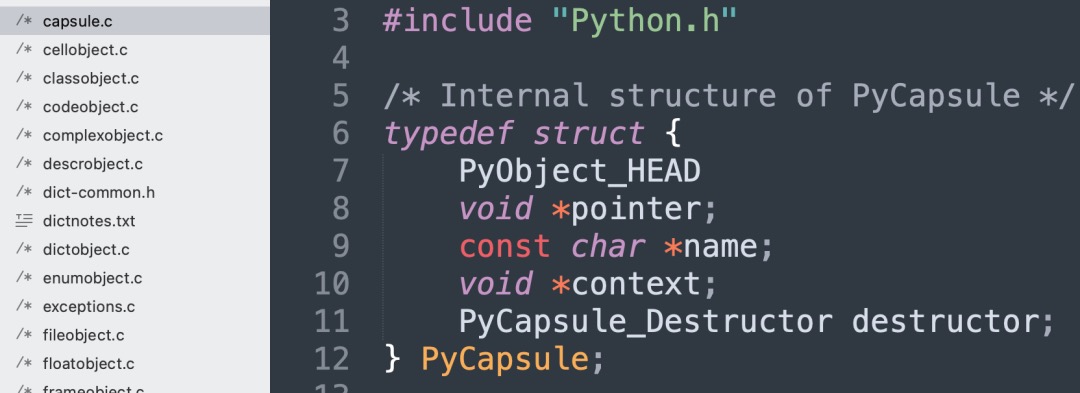 /* capsule.c
/* cellobject.c
/* classobject.c
/* codeobject.c
/* complexobject.c
/* descrobject.c
/* dict-common.h
dictnotes.txt
/* dictobject.c
/* enumobject.c
/* exceptions.c
/* fileobject.c
/* floatobject.c
/* frameobject.c
3 #include "Python.h"
4
5 /* Internal structure of PyCapsule */
6 typedef struct {
7     PyObject_HEAD
8     void *pointer;
9     const char *name;
10     void *context;
11     PyCapsule_Destructor destructor;
12 } PyCapsule;
13